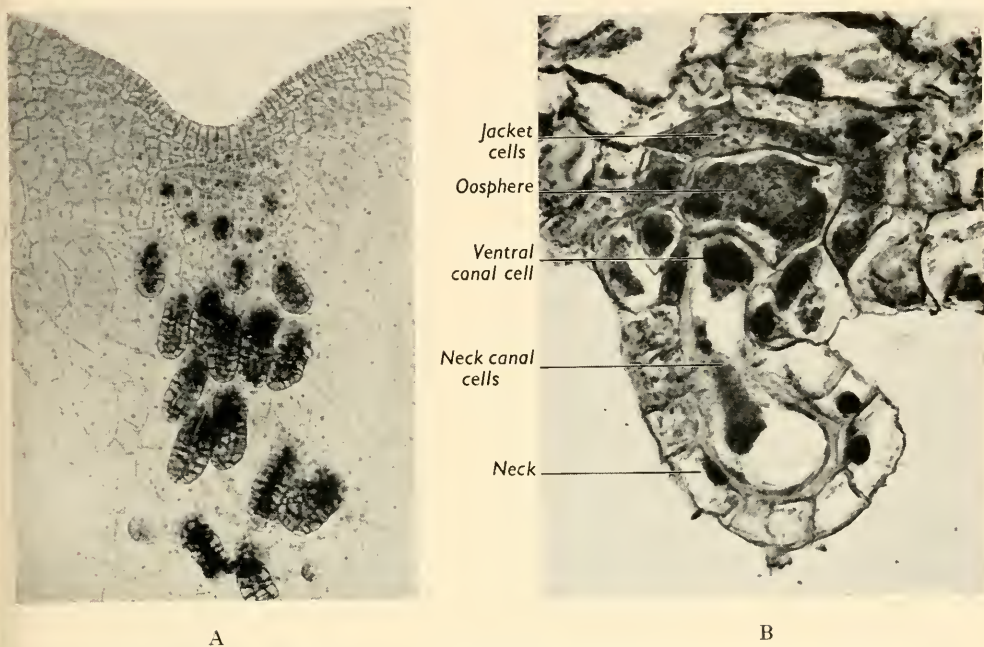 Jacket
cells
Oosphere
Ventral
canal cell
Neck canal
cells
Neck
A
B